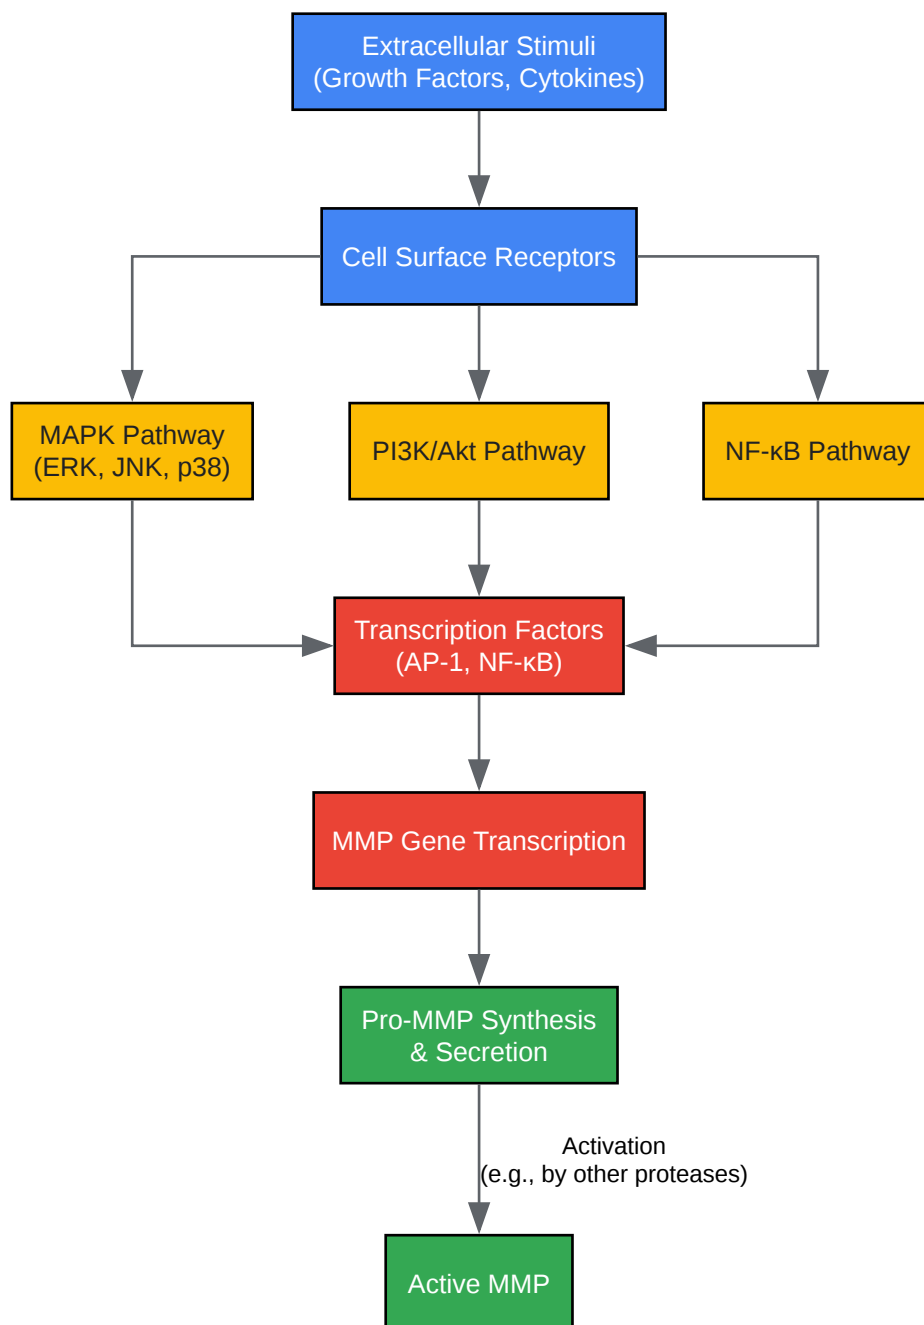 Extracellular Stimuli
(Growth Factors, Cytokines)
Cell Surface Receptors
MAPK Pathway
(ERK, JNK, p38)
PI3K/Akt Pathway
NF-κB Pathway
Transcription Factors
(AP-1, NF-κB)
MMP Gene Transcription
Pro-MMP Synthesis
& Secretion
Activation
(e.g., by other proteases)
Active MMP